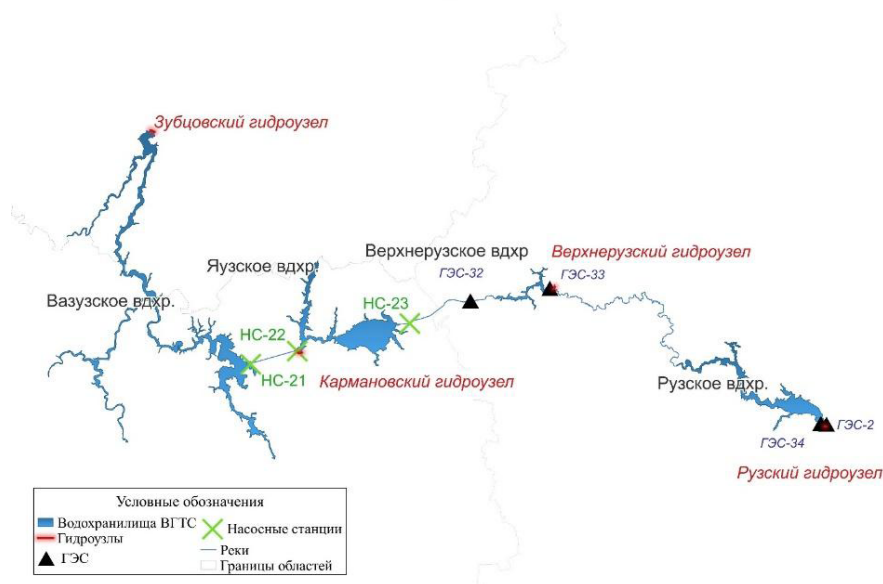 Зубцовский гидроузел
Верхнерузское вдхр
Верхнерузский гидроузел
Яузское вдхр.
ГЭС-32
ГЭС-33
Вазузское вдхр.
НС-23
НС-22
НС-21
Кармановский гидроузел
Рузское вдхр.
ГЭС-2
ГЭС-34
Рузский гидроузел
Условные обозначения
Водохранилища ВГТС
Гидроузлы
ГЭС
Насосные станции
Реки
Границы областей